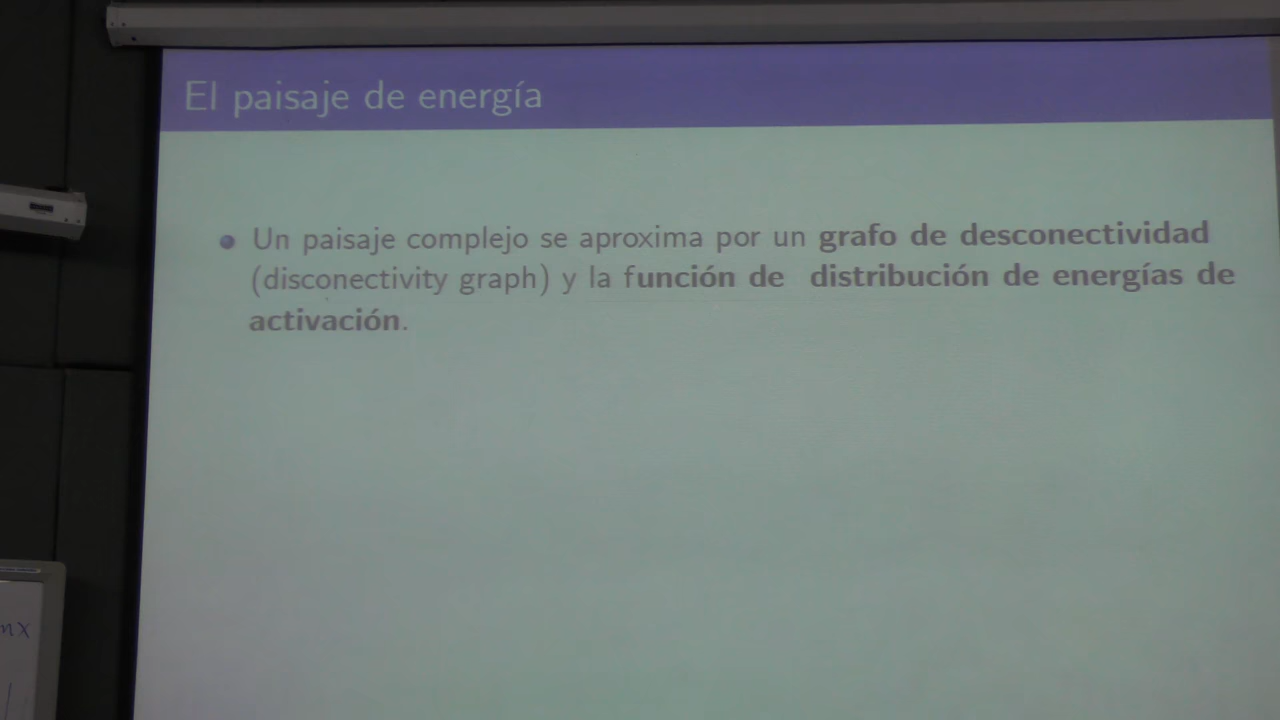 El paisaje de energía
Un paisaje complejo se aproxima por un grafo de desconectividad
(disconectivity graph) y la función de distribución de energías de
activación.